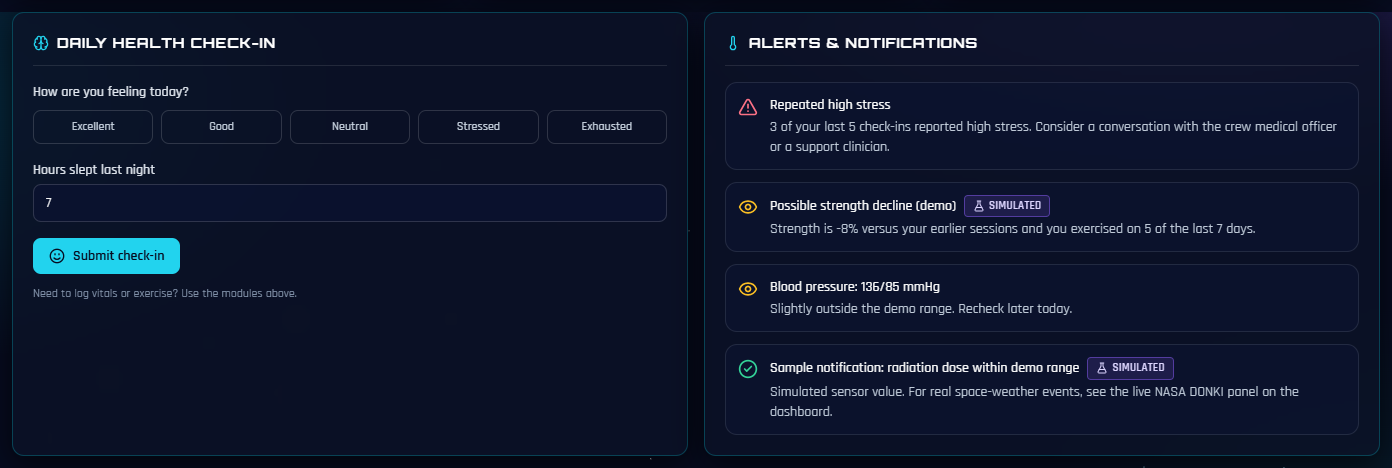 DAILY HEALTH CHECK-IN
How are you feeling today?
Excellent Good Neutral Stressed Exhausted
Hours slept last night
7
Submit check-in
Need to log vitals or exercise? Use the modules above.
ALERTS & NOTIFICATIONS
Repeated high stress
3 of your last 5 check-ins reported high stress. Consider a conversation with the crew medical officer
or a support clinician.
Possible strength decline (demo) SIMULATED
Strength is -8% versus your earlier sessions and you exercised on 5 of the last 7 days.
Blood pressure: 136/85 mmHg
Slightly outside the demo range. Recheck later today.
Sample notification: radiation dose within demo range SIMULATED
Simulated sensor value. For real space-weather events, see the live NASA DONKI panel on the
dashboard.